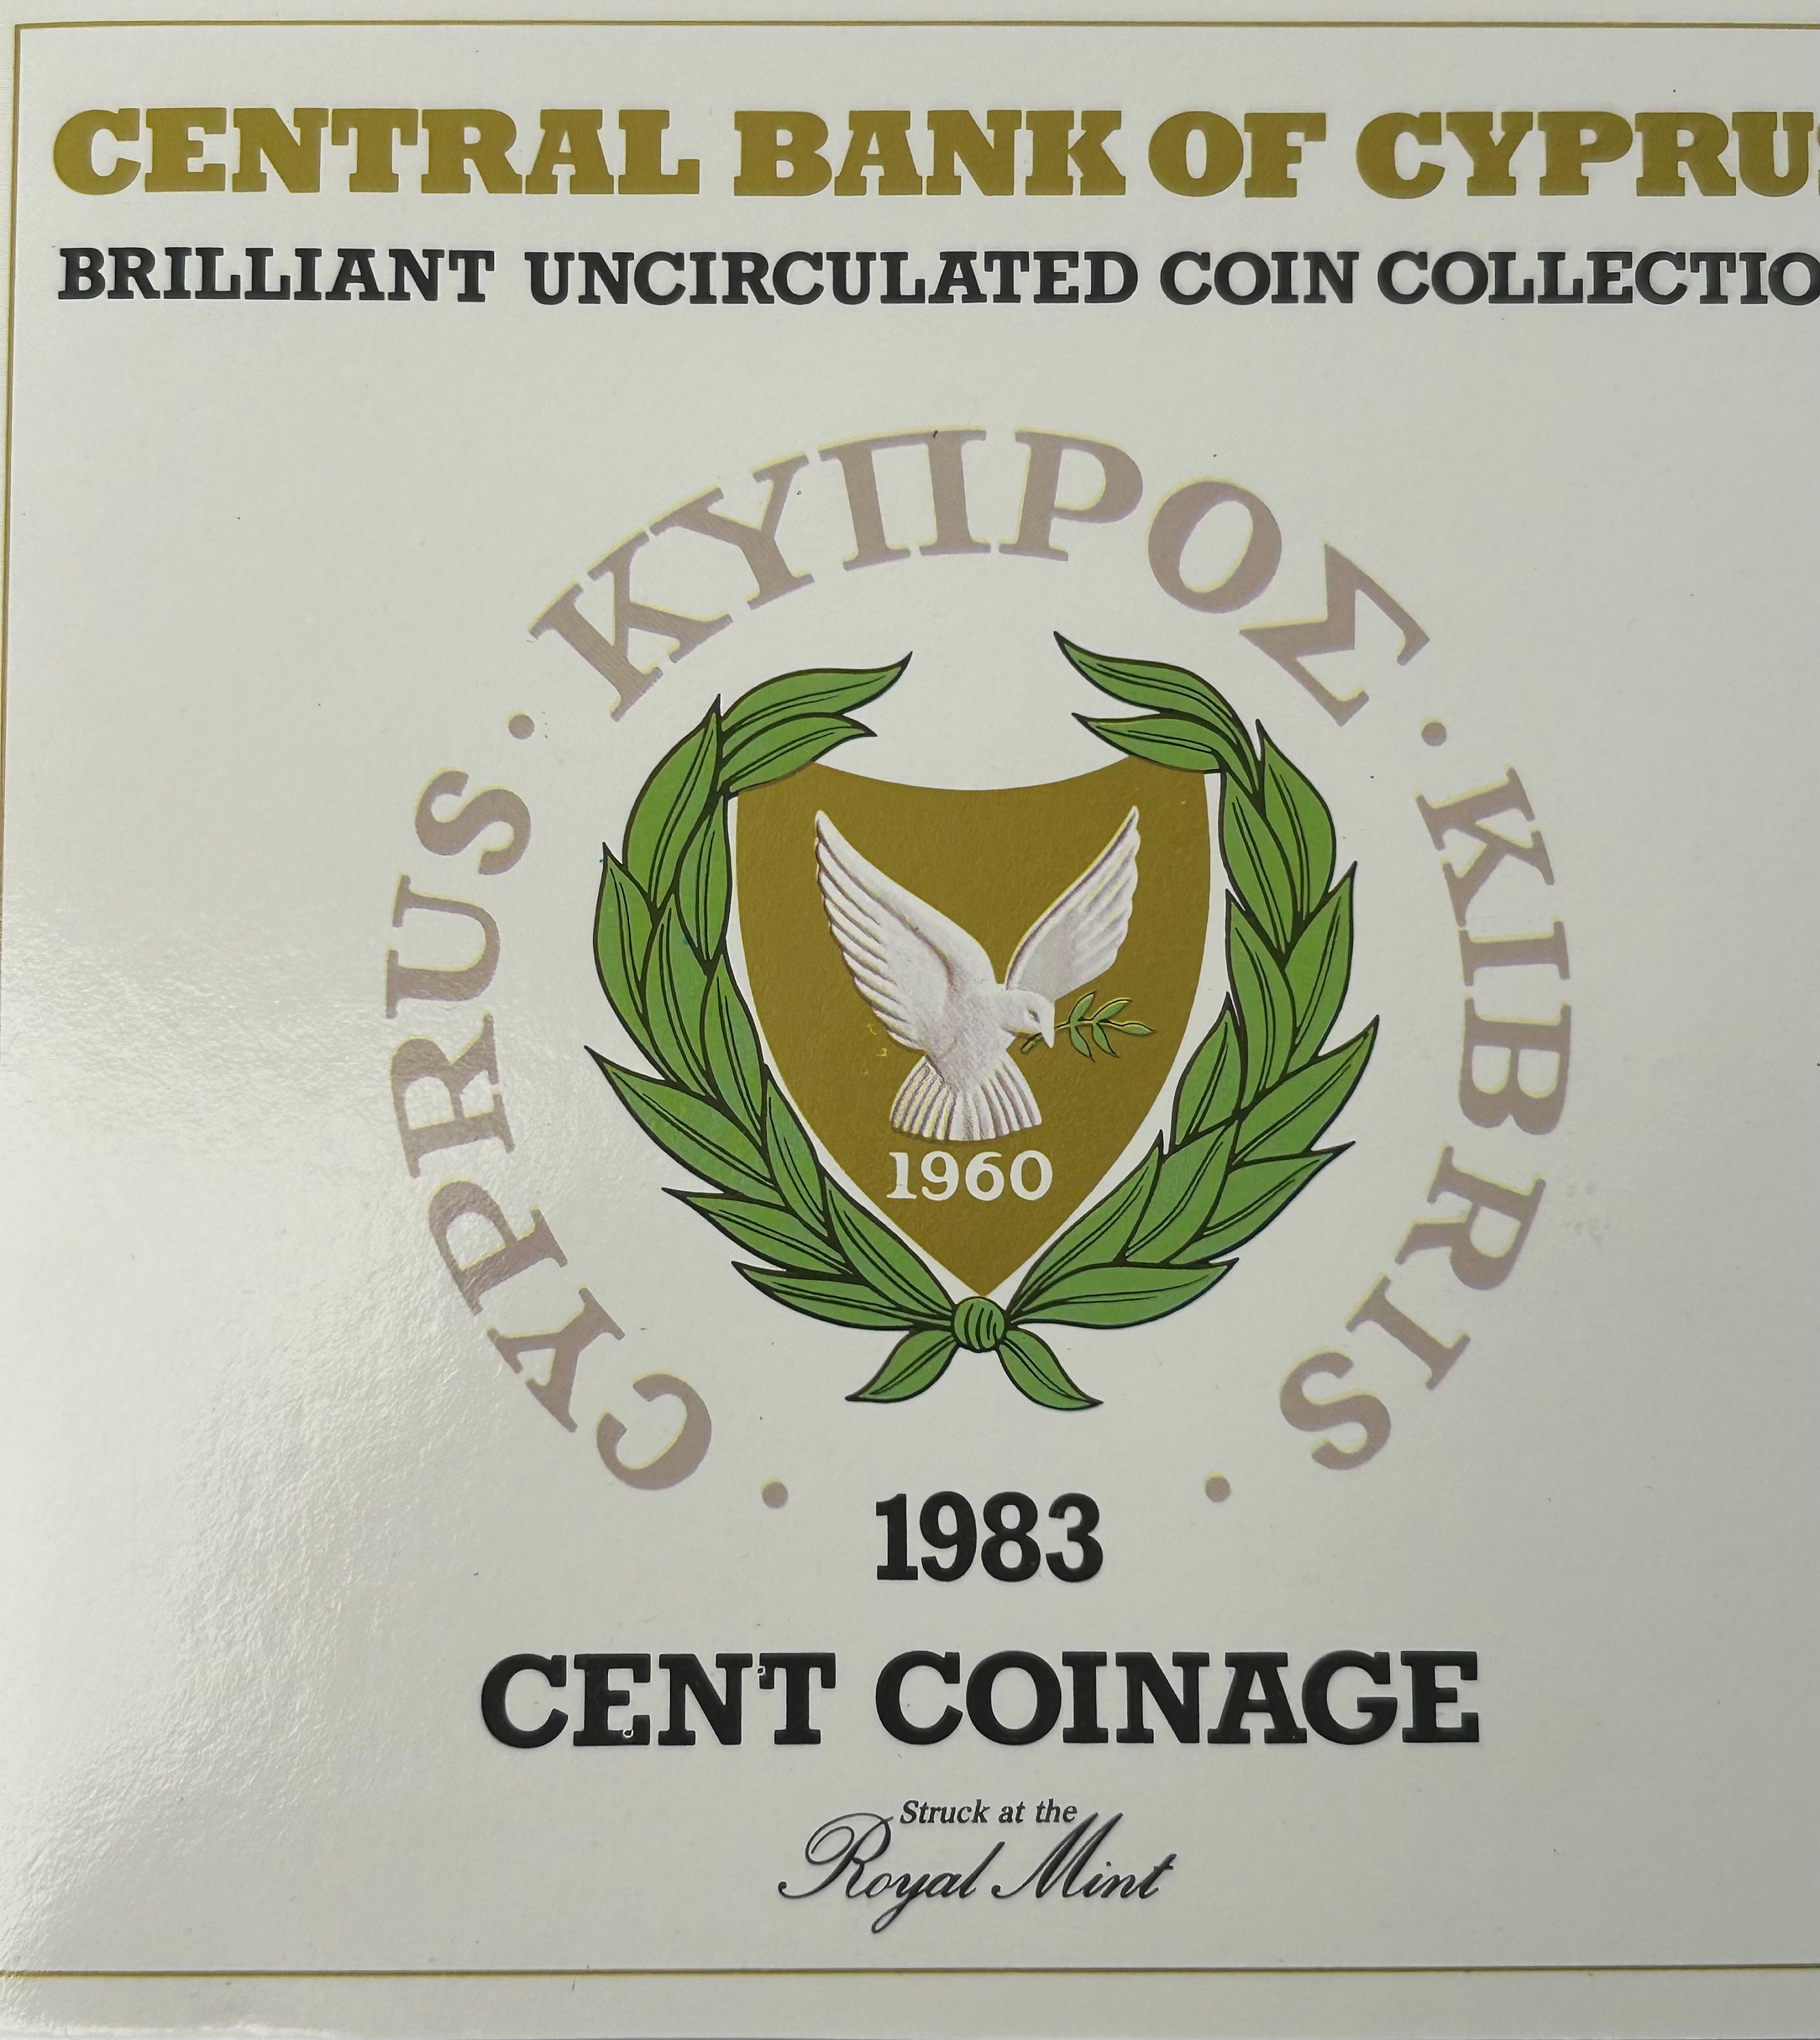 CENTRAL BANK OF CYPRUS
BRILLIANT UNCIRCULATED COIN COLLECTIO
CYPRUS · ΚΥΠΡΟΣ · KIBRIS
1960
1983
CENT COINAGE
Struck at the
Royal Mint